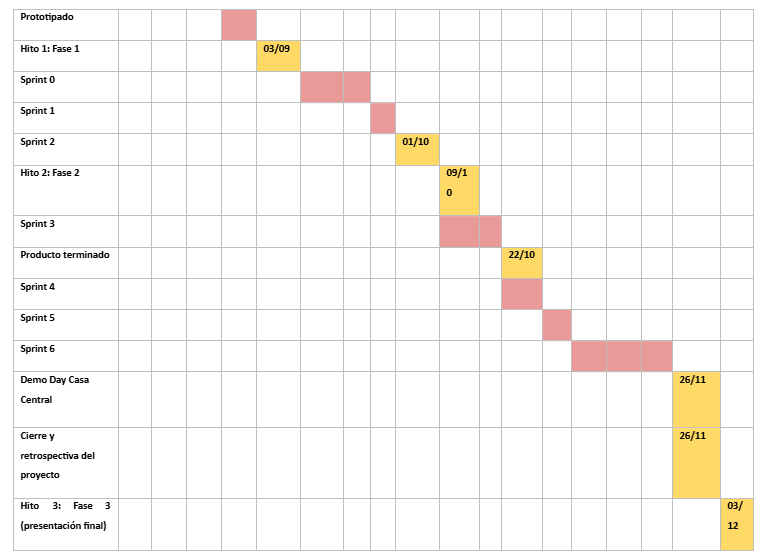 Prototipado
Hito 1: Fase 1
03/09
Sprint 0
Sprint 1
Sprint 2
01/10
Hito 2: Fase 2
09/1
0
Sprint 3
Producto terminado
22/10
Sprint 4
Sprint 5
Sprint 6
Demo Day Casa
Central
26/11
Cierre y
retrospectiva del
proyecto
26/11
Hito 3: Fase 3
(presentación final)
03/
12